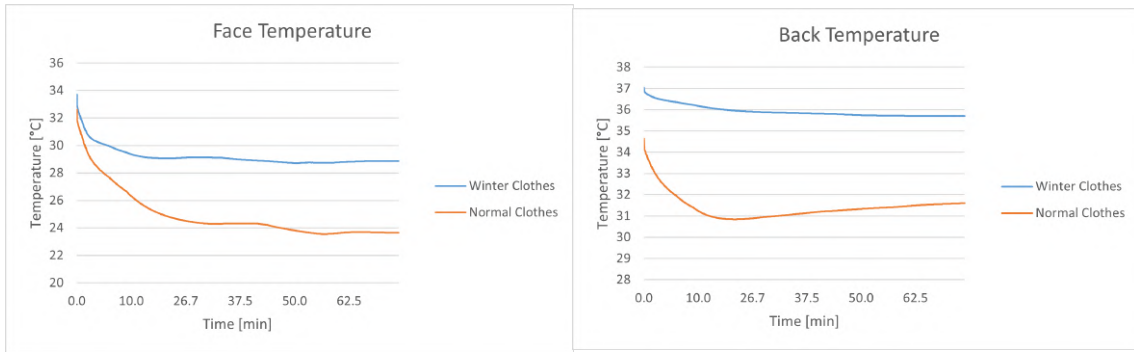 Face Temperature
36
34
32
30
28
26
24
22
20
Temperature [°C]
0.0 10.0 26.7 37.5 50.0 62.5
Time [min]
Winter Clothes
Normal Clothes
Back Temperature
38
37
36
35
34
33
32
31
30
29
28
Temperature [°C]
0.0 10.0 26.7 37.5 50.0 62.5
Time [min]
Winter Clothes
Normal Clothes